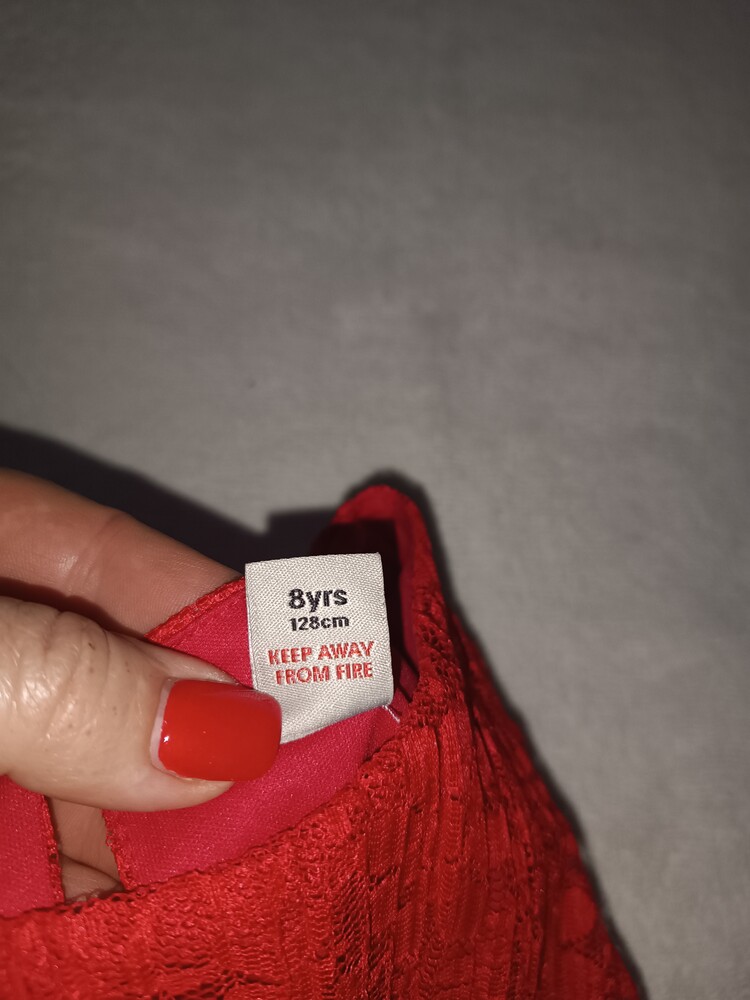 8yrs
128cm
KEEP AWAY
FROM FIRE